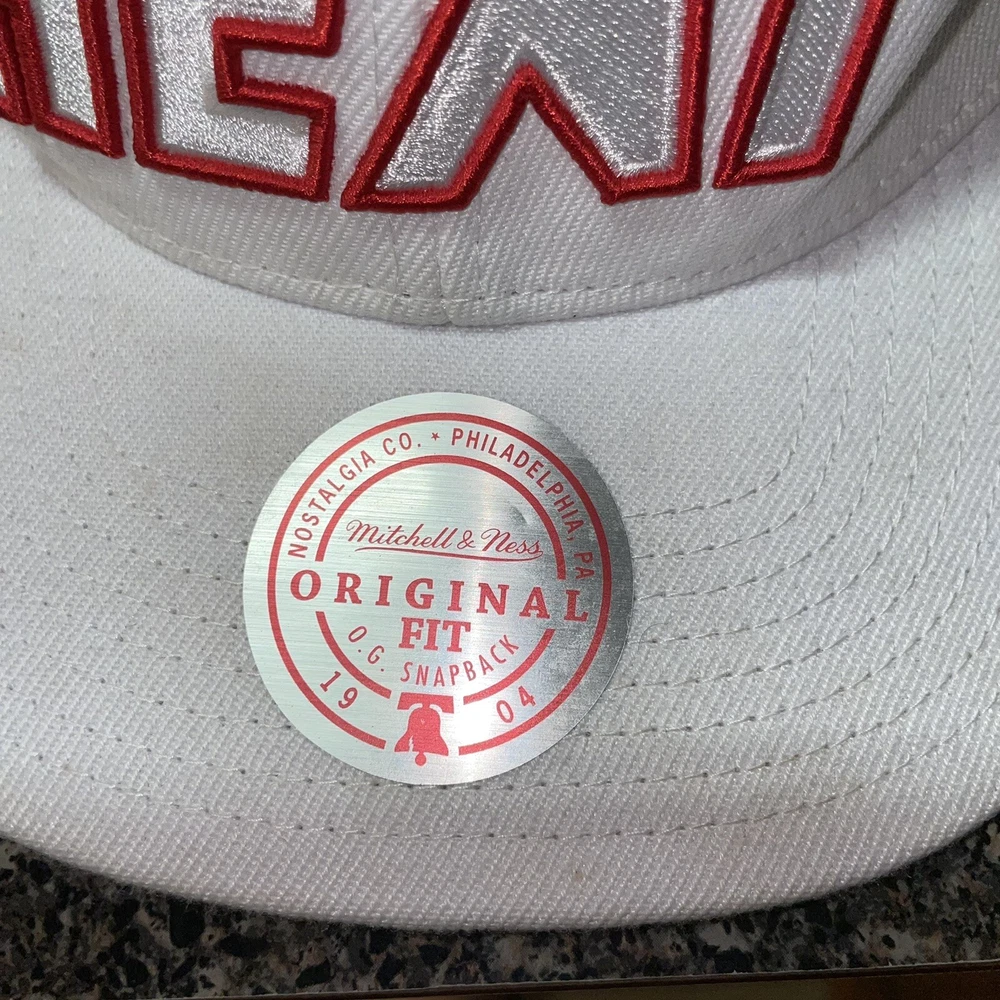 HEAT
NOSTALGIA CO. ★ PHILADELPHIA, PA
Mitchell & Ness
ORIGINAL
FIT
O.G. SNAPBACK
19 04